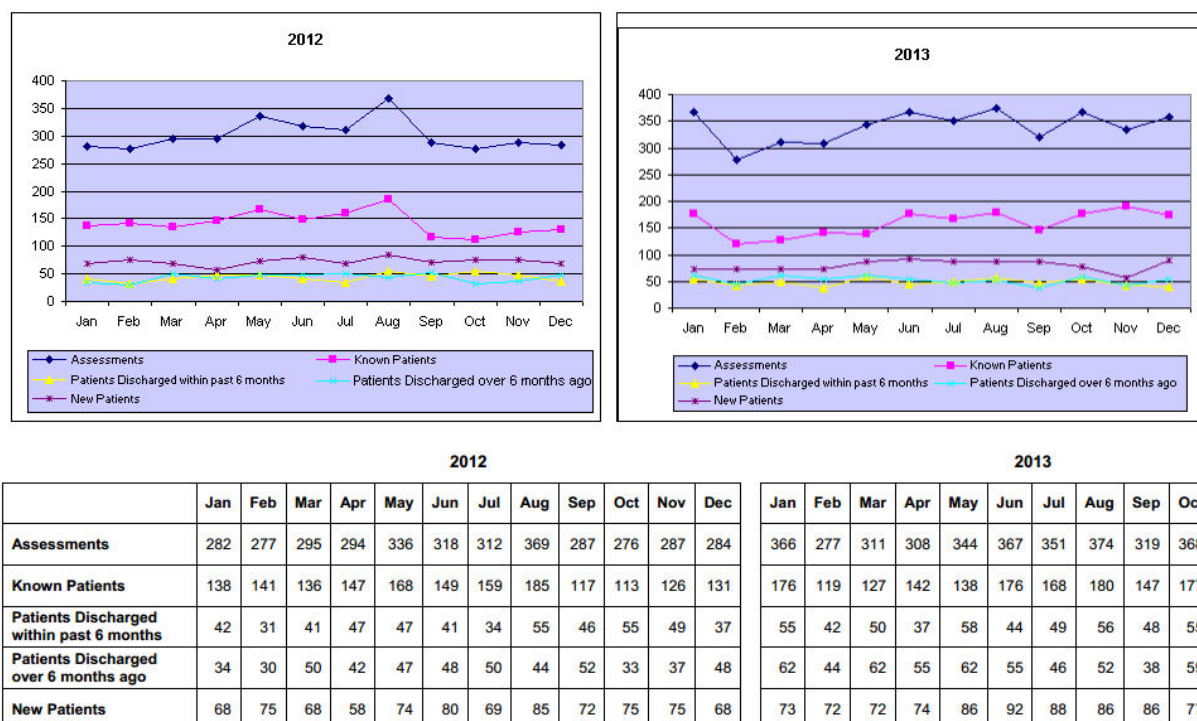 2012
400
350
300
250
200
150
100
50
0
Jan Feb Mar Apr May Jun Jul Aug Sep Oct Nov Dec
Assessments Known Patients
Patients Discharged within past 6 months Patients Discharged over 6 months ago
New Patients
2013
400
350
300
250
200
150
100
50
0
Jan Feb Mar Apr May Jun Jul Aug Sep Oct Nov Dec
Assessments Known Patients
Patients Discharged within past 6 months Patients Discharged over 6 months ago
New Patients
2012 2013
Jan Feb Mar Apr May Jun Jul Aug Sep Oct Nov Dec Jan Feb Mar Apr May Jun Jul Aug Sep
Assessments 282 277 295 294 336 318 312 369 287 276 287 284 366 277 311 308 344 367 351 374 319
Known Patients 138 141 136 147 168 149 159 185 117 113 126 131 176 119 127 142 138 176 168 180 147
Patients Discharged
within past 6 months 42 31 41 47 47 41 34 55 46 55 49 37 55 42 50 37 58 44 49 56 48
Patients Discharged
over 6 months ago 34 30 50 42 47 48 50 44 52 33 37 48 62 44 62 55 62 55 46 52 38
New Patients 68 75 68 58 74 80 69 85 72 75 75 68 73 72 72 74 86 92 88 86 86